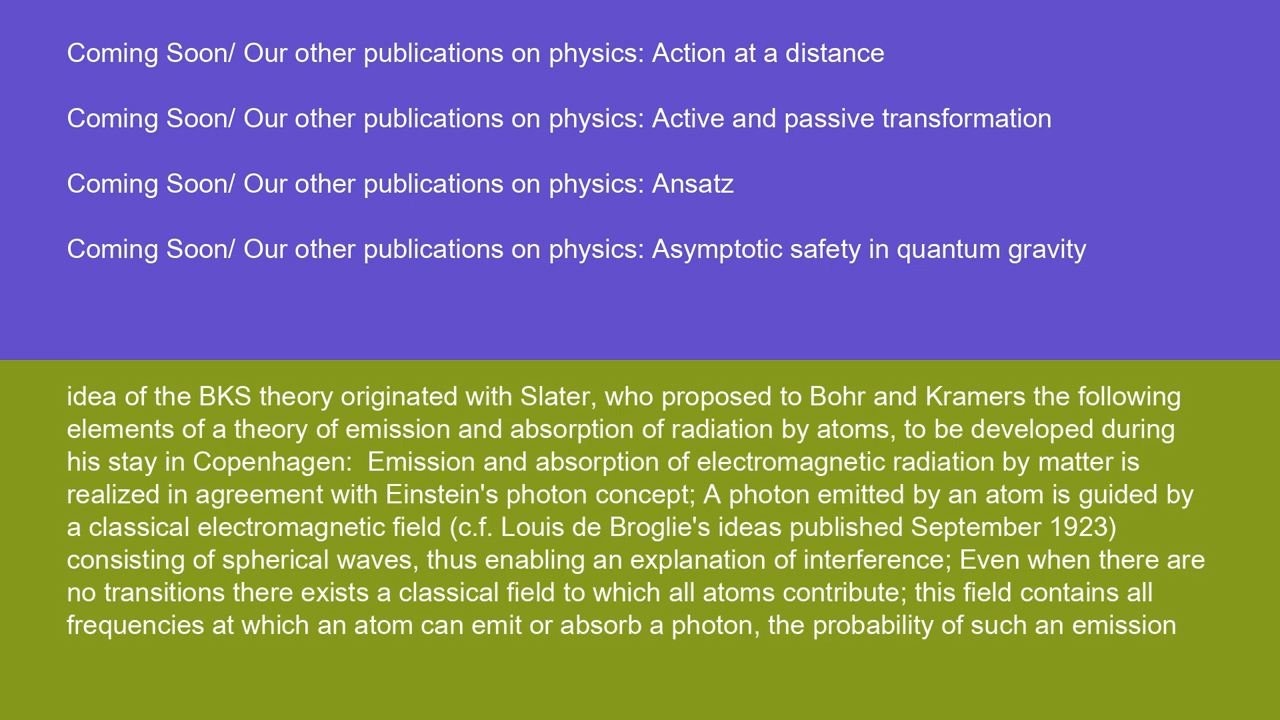 Coming Soon/ Our other publications on physics: Action at a distance
Coming Soon/ Our other publications on physics: Active and passive transformation
Coming Soon/ Our other publications on physics: Ansatz
Coming Soon/ Our other publications on physics: Asymptotic safety in quantum gravity
idea of the BKS theory originated with Slater, who proposed to Bohr and Kramers the following
elements of a theory of emission and absorption of radiation by atoms, to be developed during
his stay in Copenhagen:  Emission and absorption of electromagnetic radiation by matter is
realized in agreement with Einstein's photon concept; A photon emitted by an atom is guided by
a classical electromagnetic field (c.f. Louis de Broglie's ideas published September 1923)
consisting of spherical waves, thus enabling an explanation of interference; Even when there are
no transitions there exists a classical field to which all atoms contribute; this field contains all
frequencies at which an atom can emit or absorb a photon, the probability of such an emission